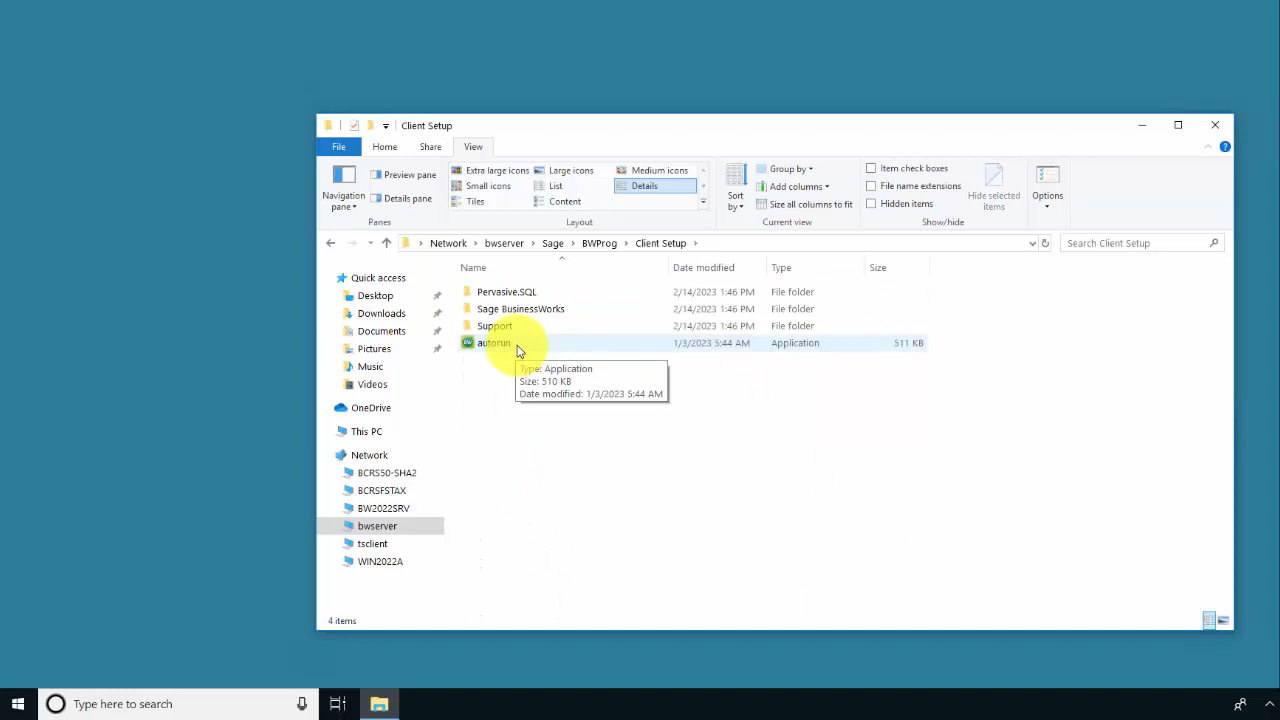 Client Setup
File Home Share View
Navigation pane
Preview pane
Details pane
Panes
Extra large icons Large icons Medium icons
Small icons List Details
Tiles Content
Layout
Sort by
Group by
Add columns
Size all columns to fit
Current view
Item check boxes
File name extensions
Hidden items
Hide selected items
Show/hide
Options
Network bwserver Sage BWProg Client Setup
Search Client Setup
Name Date modified Type Size
Pervasive.SQL 2/14/2023 1:46 PM File folder
Sage BusinessWorks 2/14/2023 1:46 PM File folder
Support 2/14/2023 1:46 PM File folder
autorun 1/3/2023 5:44 AM Application 511 KB
Type: Application
Size: 510 KB
Date modified: 1/3/2023 5:44 AM
Quick access
Desktop
Downloads
Documents
Pictures
Music
Videos
OneDrive
This PC
Network
BCRS50-SHA2
BCRSFSTAX
BW2022SRV
bwserver
tsclient
WIN2022A
4 items
Type here to search